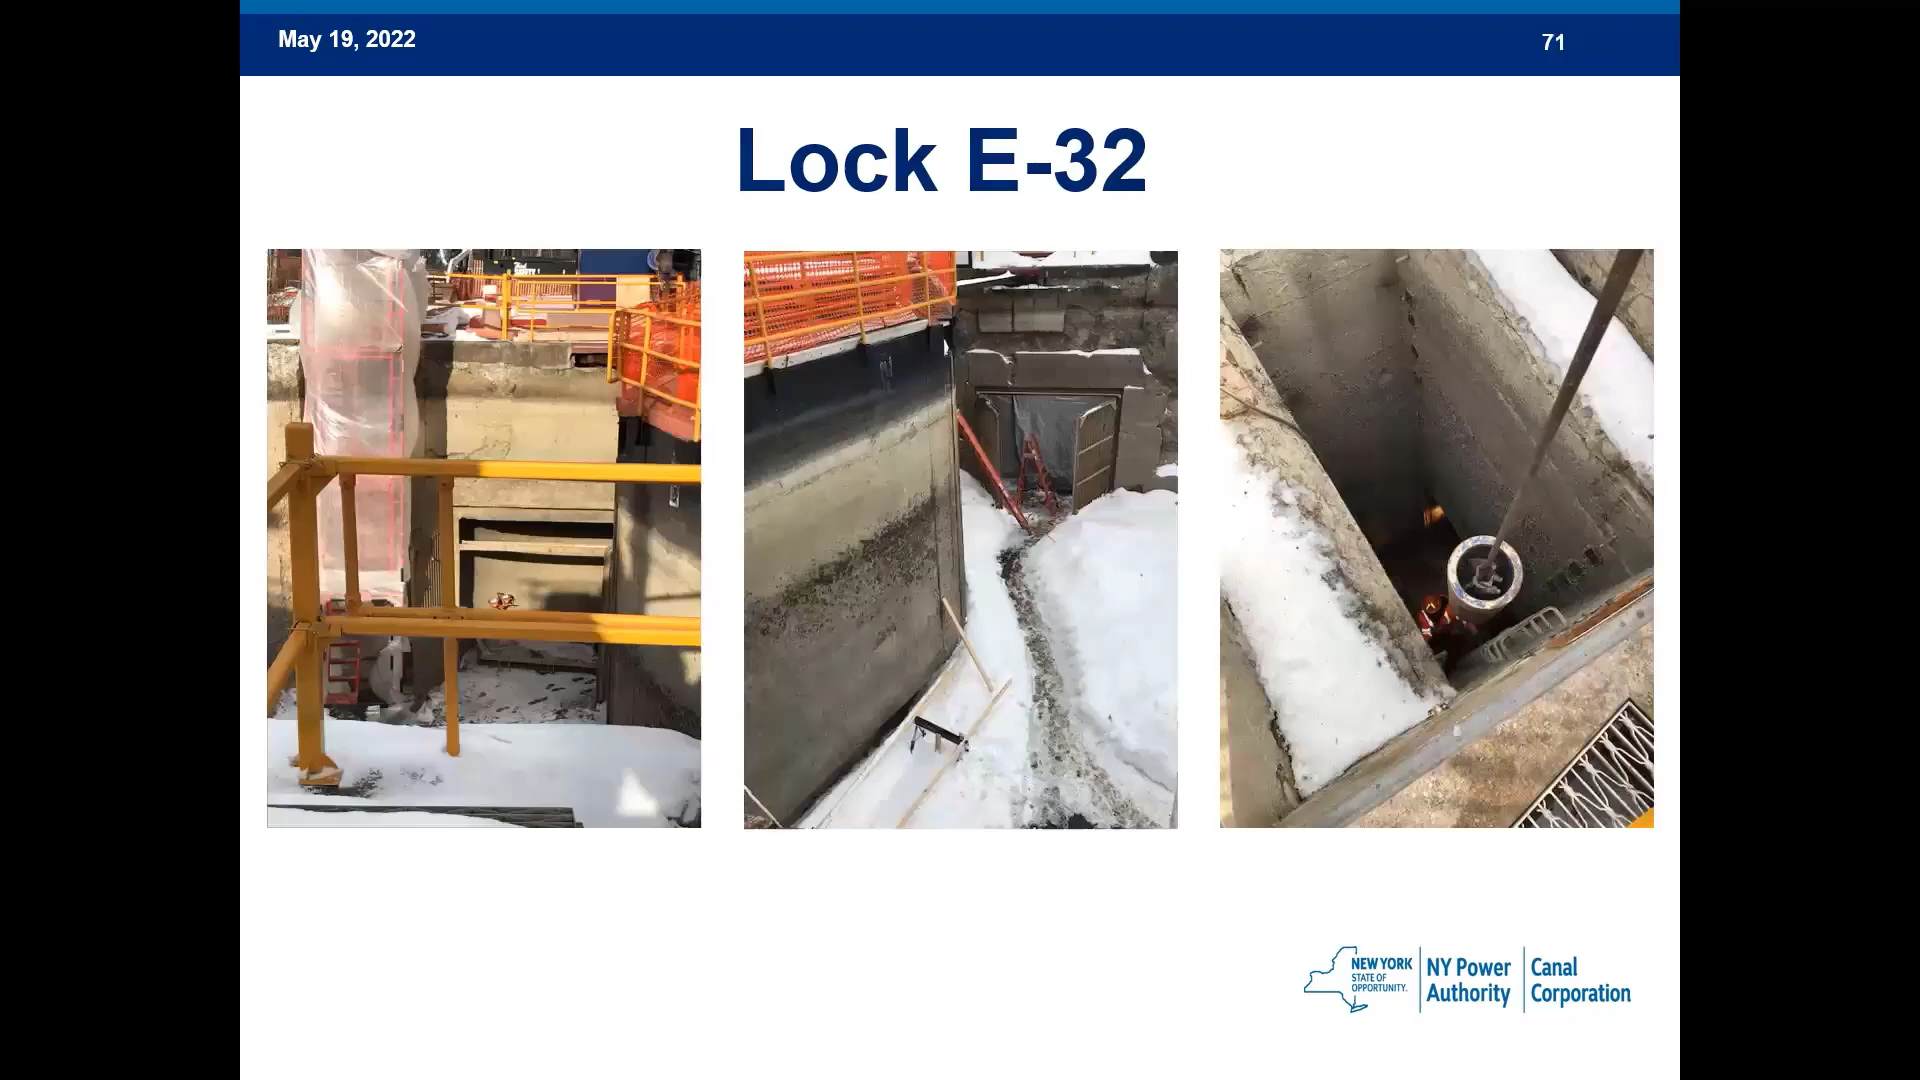 May 19, 2022
71
Lock E-32
NEW YORK
STATE OF
OPPORTUNITY.
NY Power
Authority
Canal
Corporation